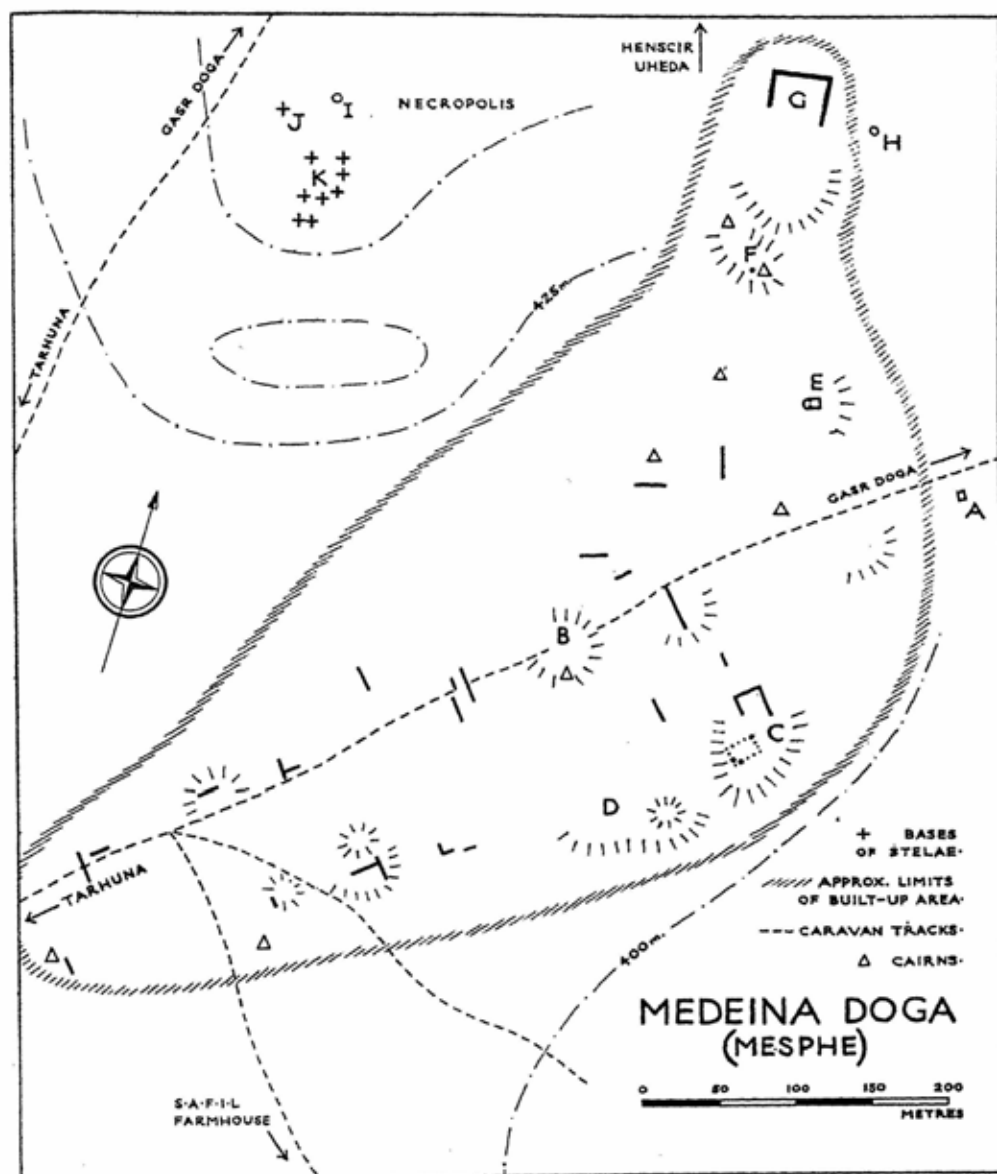 HENSCIR
UHEDA
GASR DOGA
J
I
NECROPOLIS
K
G
H
F
425m.
TARHUNA
E
GASR DOGA
A
B
C
D
TARHUNA
400m.
+ BASES
OF STELAE.
APPROX. LIMITS
OF BUILT-UP AREA.
CARAVAN TRACKS.
CAIRNS.
MEDEINA DOGA
(MESPHE)
0 50 100 150 200
METRES
S·A·F·I·L
FARMHOUSE